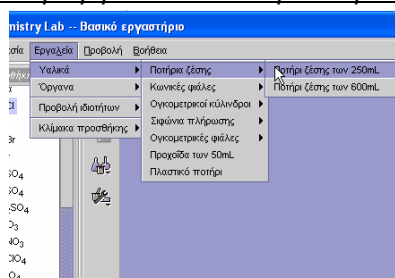 mistry Lab -- Βασικό εργαστήριο
σία Εργαλεία Προβολή Βοήθεια
Υαλικά
Όργανα
Προβολή ιδιοτήτων
Κλίμακα προσθήκης
Ποτήρια ζέσης
Κωνικές φιάλες
Ογκομετρικοί κύλινδροι
Σιφώνια πλήρωσης
Ογκομετρικές φιάλες
Προχοΐδα των 50mL
Πλαστικό ποτήρι
Ποτήρι ζέσης των 250mL
Ποτήρι ζέσης των 600mL
SO4
SO4
SO4
O3
NO3